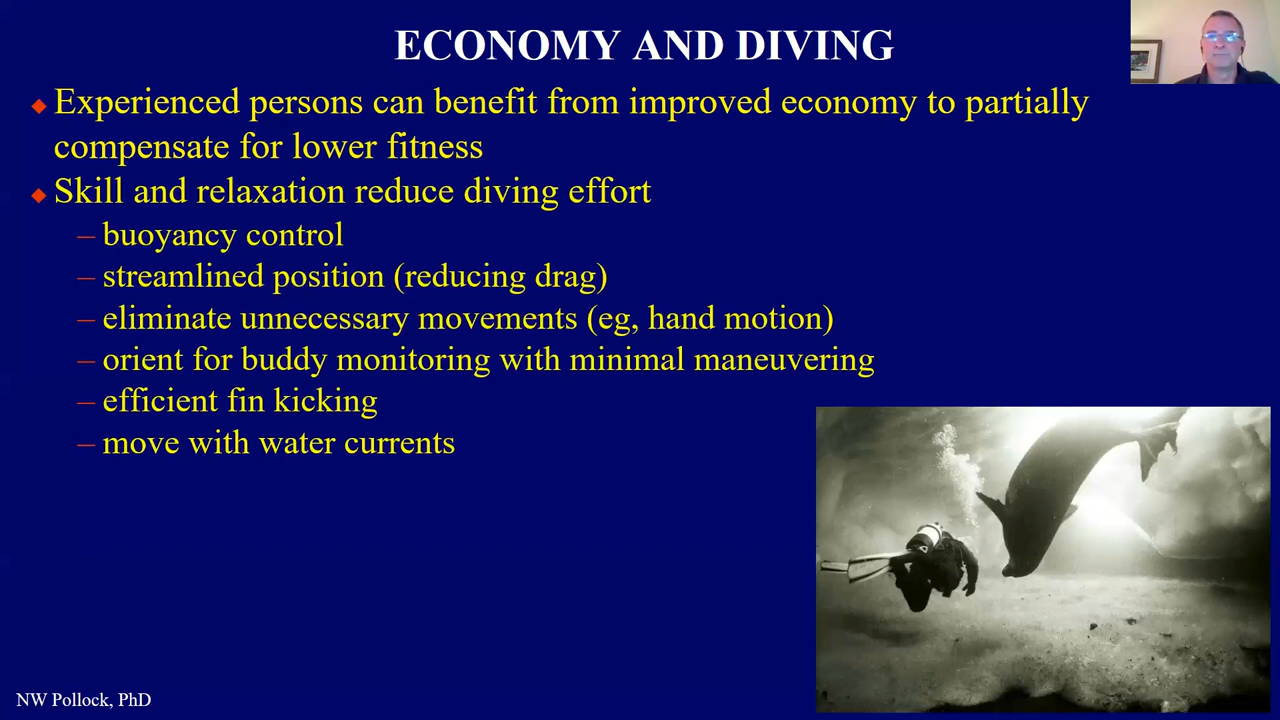 ECONOMY AND DIVING
◆ Experienced persons can benefit from improved economy to partially
compensate for lower fitness
◆ Skill and relaxation reduce diving effort
– buoyancy control
– streamlined position (reducing drag)
– eliminate unnecessary movements (eg, hand motion)
– orient for buddy monitoring with minimal maneuvering
– efficient fin kicking
– move with water currents
NW Pollock, PhD